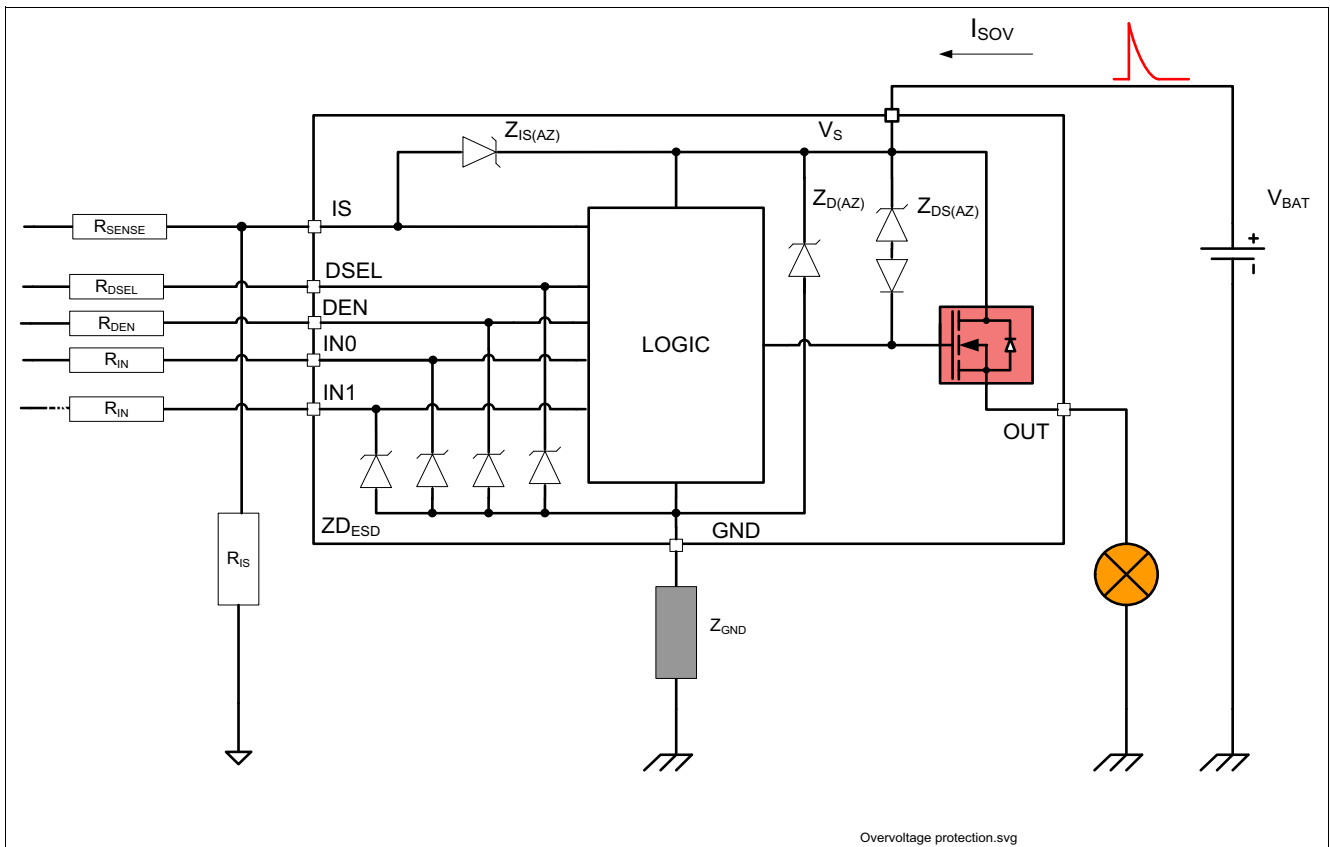 I_SOV
Z_IS(AZ)
V_S
Z_D(AZ)
Z_DS(AZ)
V_BAT
+
-
IS
R_SENSE
DSEL
R_DSEL
DEN
R_DEN
IN0
R_IN
LOGIC
IN1
R_IN
OUT
ZD_ESD
GND
R_IS
Z_GND
Overvoltage protection.svg